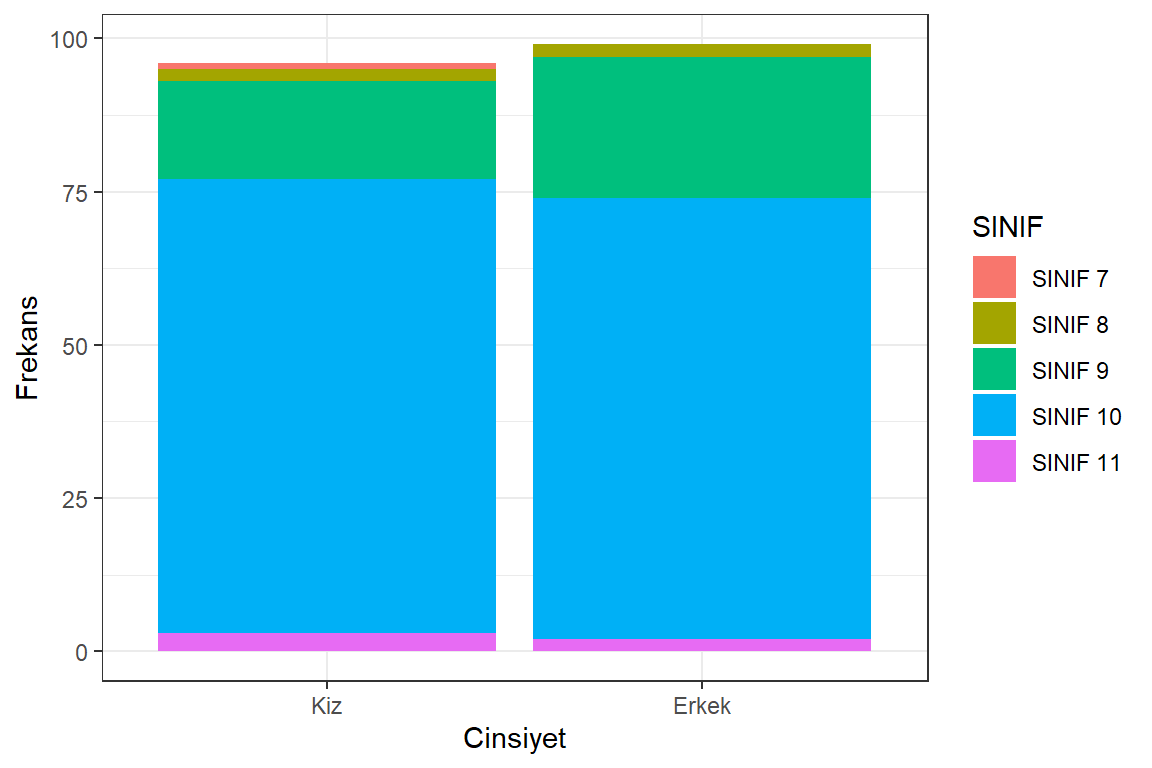 100
75
50
25
0
Frekans
Kiz
Erkek
Cinsiyet
SINIF
SINIF 7
SINIF 8
SINIF 9
SINIF 10
SINIF 11